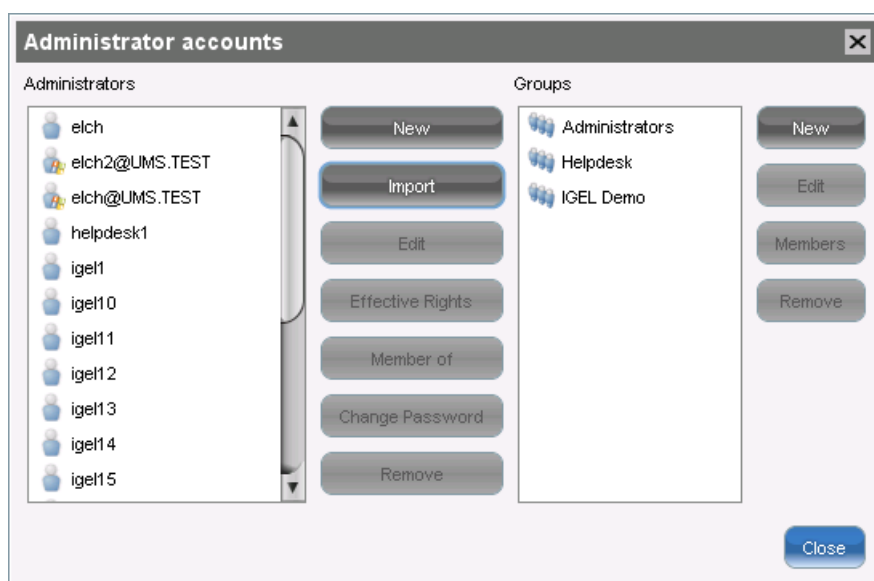 Administrator accounts
Administrators
elch
elch2@UMS.TEST
elch@UMS.TEST
helpdesk1
igel1
igel10
igel11
igel12
igel13
igel14
igel15
New
Import
Edit
Effective Rights
Member of
Change Password
Remove
Groups
Administrators
Helpdesk
IGEL Demo
New
Edit
Members
Remove
Close